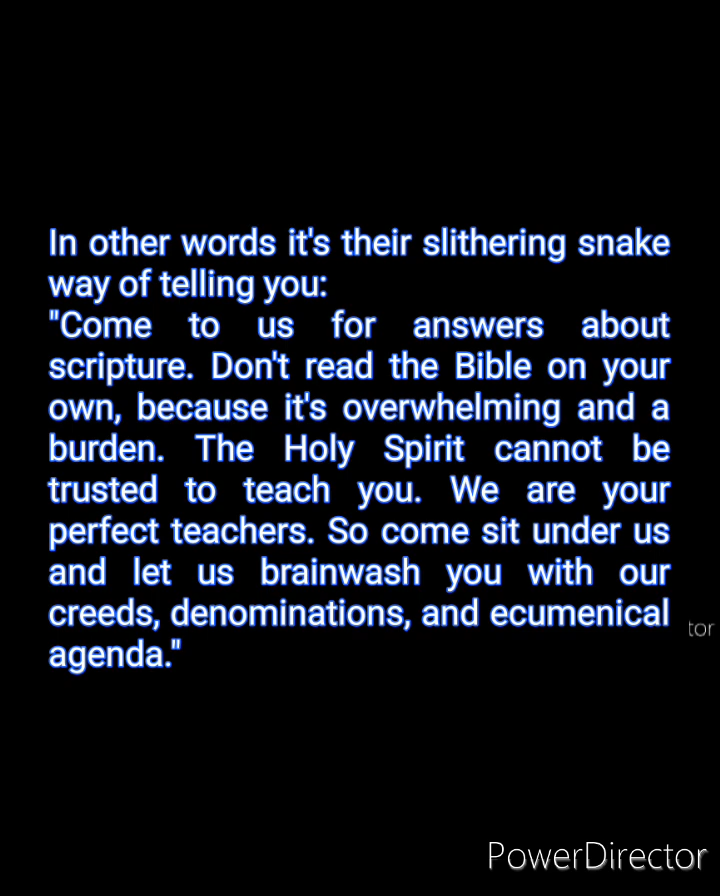 In other words it's their slithering snake
way of telling you:
"Come to us for answers about
scripture. Don't read the Bible on your
own, because it's overwhelming and a
burden. The Holy Spirit cannot be
trusted to teach you. We are your
perfect teachers. So come sit under us
and let us brainwash you with our
creeds, denominations, and ecumenical
agenda."
tor
PowerDirector